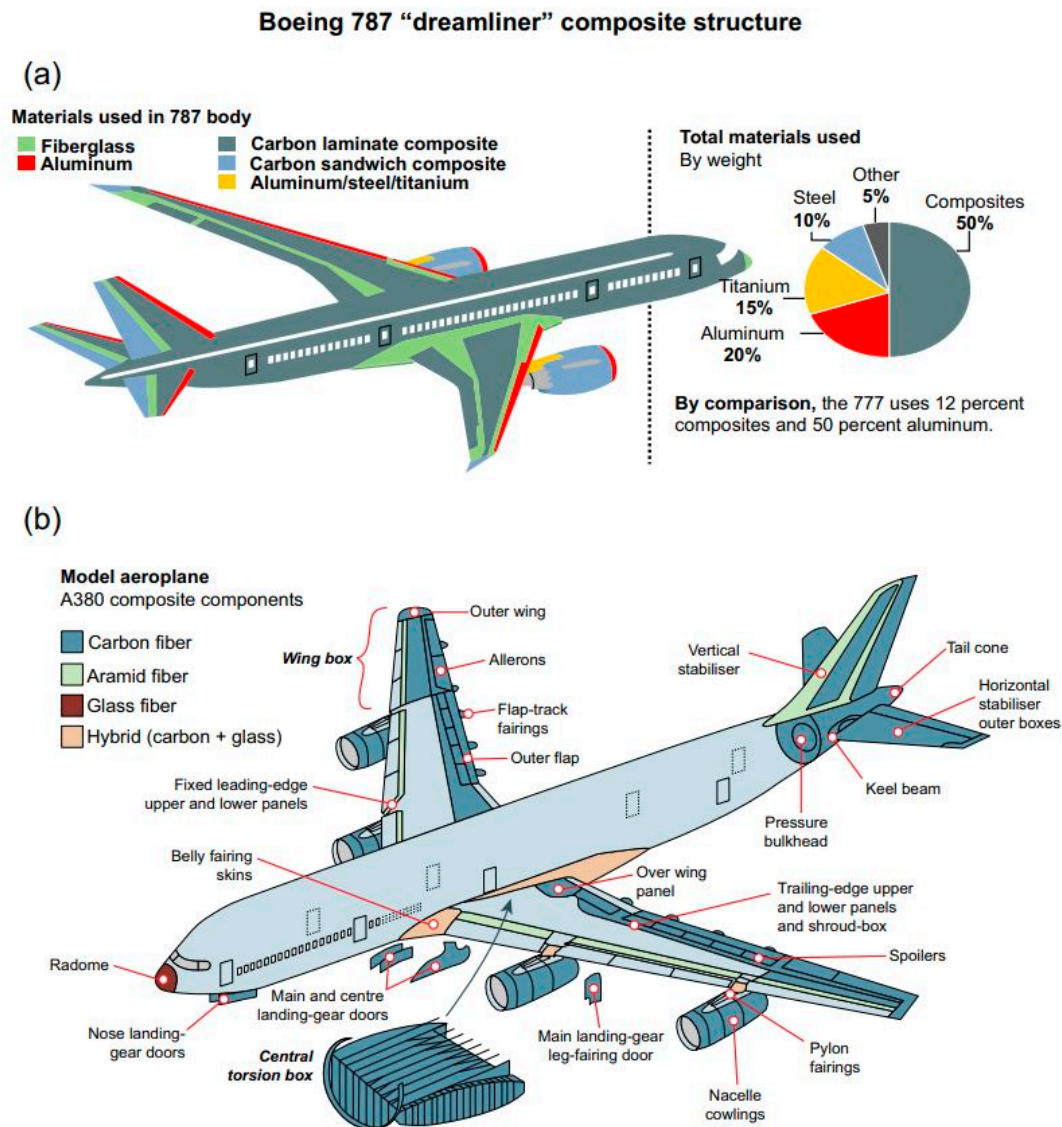 Boeing 787 “dreamliner” composite structure
(a)
Materials used in 787 body
Fiberglass
Aluminum
Carbon laminate composite
Carbon sandwich composite
Aluminum/steel/titanium
Total materials used
By weight
Other
5%
Steel
10%
Composites
50%
Titanium
15%
Aluminum
20%
By comparison, the 777 uses 12 percent
composites and 50 percent aluminum.
(b)
Model aeroplane
A380 composite components
Carbon fiber
Aramid fiber
Glass fiber
Hybrid (carbon + glass)
Wing box
Outer wing
Allerons
Flap-track
fairings
Outer flap
Fixed leading-edge
upper and lower panels
Belly fairing
skins
Vertical
stabiliser
Tail cone
Horizontal
stabiliser
outer boxes
Keel beam
Pressure
bulkhead
Over wing
panel
Trailing-edge upper
and lower panels
and shroud-box
Spoilers
Radome
Nose landing-
gear doors
Main and centre
landing-gear doors
Central
torsion box
Main landing-gear
leg-fairing door
Pylon
fairings
Nacelle
cowlings